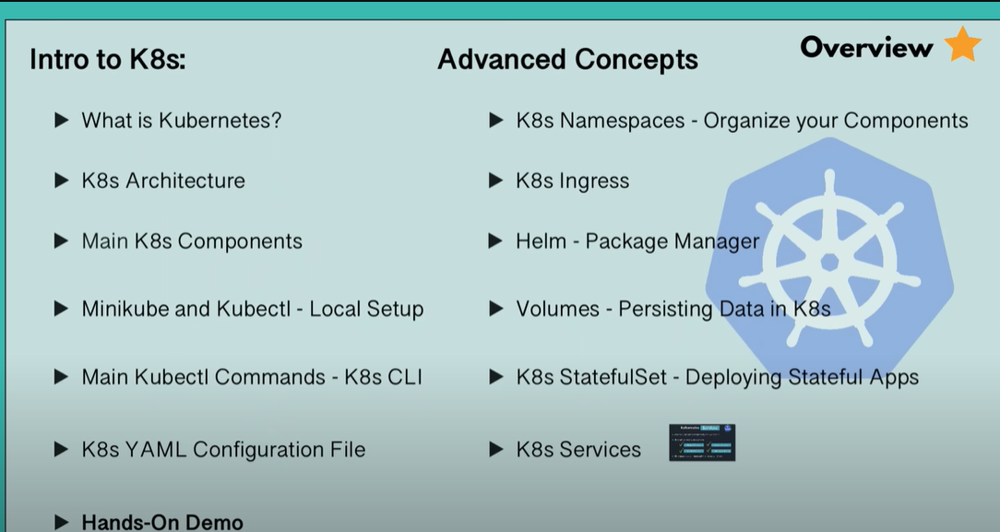 Overview
Intro to K8s:
What is Kubernetes?
K8s Architecture
Main K8s Components
Minikube and Kubectl - Local Setup
Main Kubectl Commands - K8s CLI
K8s YAML Configuration File
Hands-On Demo
Advanced Concepts
K8s Namespaces - Organize your Components
K8s Ingress
Helm - Package Manager
Volumes - Persisting Data in K8s
K8s StatefulSet - Deploying Stateful Apps
K8s Services